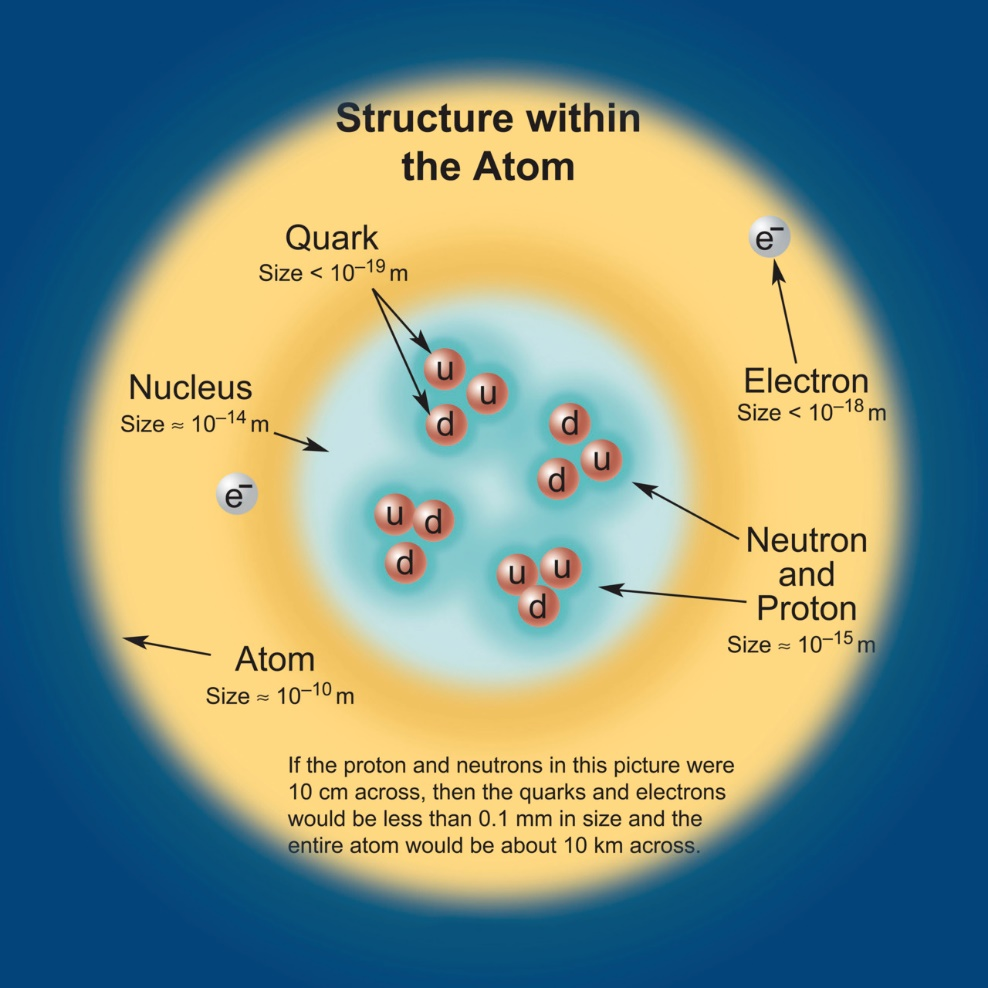 Structure within
the Atom
Quark
Size < 10⁻¹⁹ m
e⁻
Nucleus
Size ≈ 10⁻¹⁴ m
Electron
Size < 10⁻¹⁸ m
u
u
d
d
u
d
e⁻
u d
d
u u
d
Neutron
and
Proton
Size ≈ 10⁻¹⁵ m
Atom
Size ≈ 10⁻¹⁰ m
If the proton and neutrons in this picture were
10 cm across, then the quarks and electrons
would be less than 0.1 mm in size and the
entire atom would be about 10 km across.